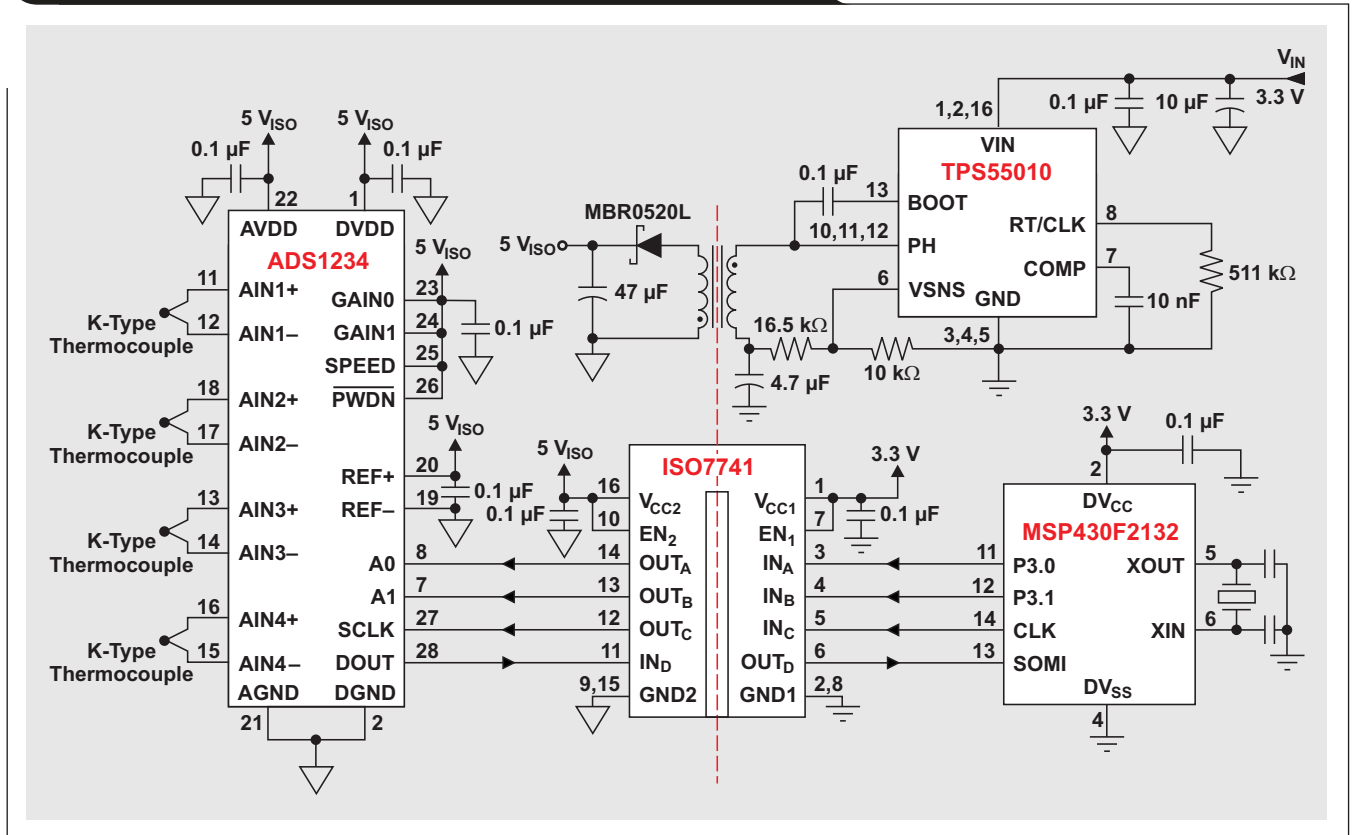 V_IN
3.3 V
0.1 µF
10 µF
1,2,16
VIN
TPS55010
0.1 µF
13
BOOT
10,11,12
PH
6
VSNS
GND
3,4,5
RT/CLK
8
COMP
7
511 kΩ
10 nF
16.5 kΩ
10 kΩ
4.7 µF
MBR0520L
5 V_ISO
47 µF
5 V_ISO
5 V_ISO
0.1 µF
0.1 µF
22
1
AVDD
DVDD
ADS1234
5 V_ISO
11
AIN1+
GAIN0
23
12
AIN1–
GAIN1
24
0.1 µF
K-Type
Thermocouple
SPEED
25
PWDN
26
18
AIN2+
17
AIN2–
K-Type
Thermocouple
5 V_ISO
REF+
20
0.1 µF
REF–
19
13
AIN3+
14
AIN3–
K-Type
Thermocouple
A0
8
A1
7
16
AIN4+
SCLK
27
15
AIN4–
DOUT
28
K-Type
Thermocouple
AGND
DGND
21
2
5 V_ISO
0.1 µF
ISO7741
3.3 V
0.1 µF
16
V_CC2
V_CC1
1
10
EN_2
EN_1
7
14
OUT_A
IN_A
3
13
OUT_B
IN_B
4
12
OUT_C
IN_C
5
11
IN_D
OUT_D
6
9,15
GND2
GND1
2,8
3.3 V
0.1 µF
2
DV_CC
MSP430F2132
11
P3.0
XOUT
5
12
P3.1
14
CLK
XIN
6
13
SOMI
DV_SS
4